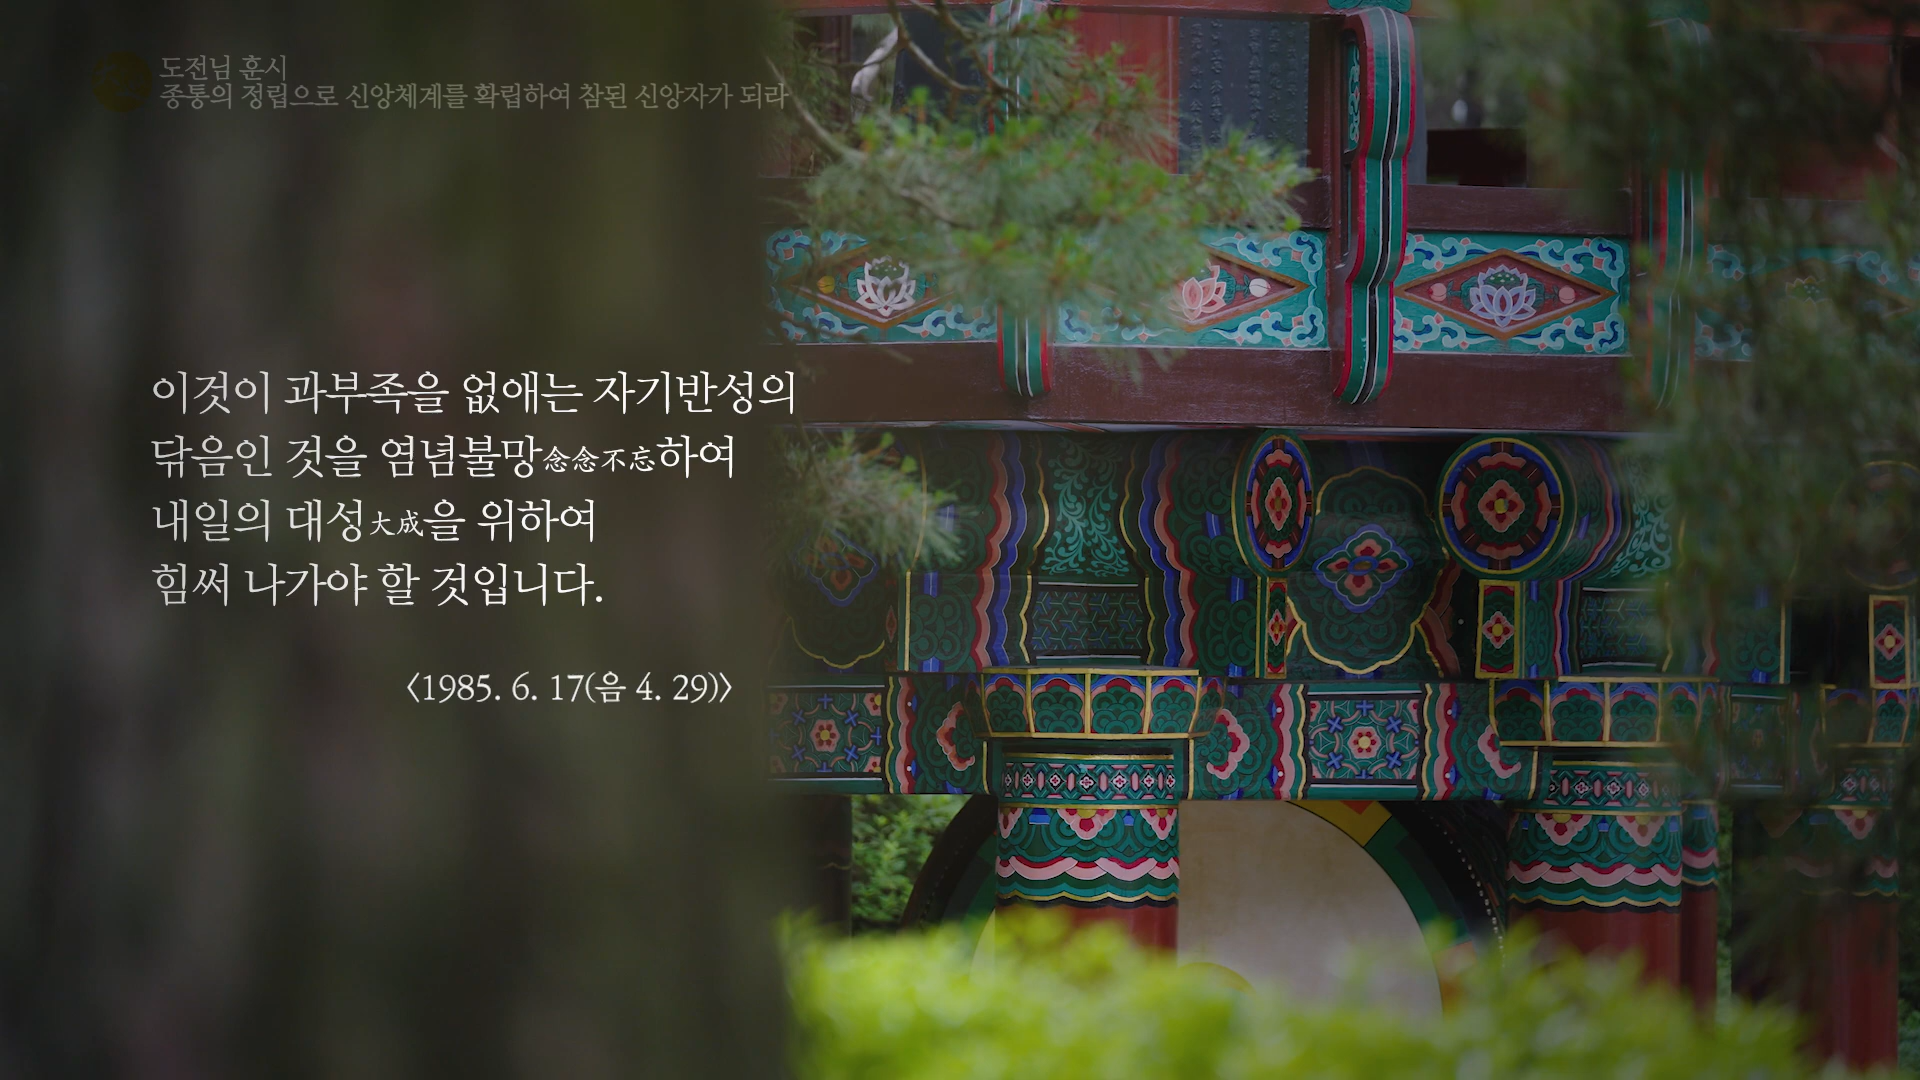 도전님 훈시
종통의 정립으로 신앙체계를 확립하여 참된 신앙자가 되라
이것이 과부족을 없애는 자기반성의
닦음인 것을 염념불망念念不忘하여
내일의 대성大成을 위하여
힘써 나가야 할 것입니다.
〈1985. 6. 17(음 4. 29)〉